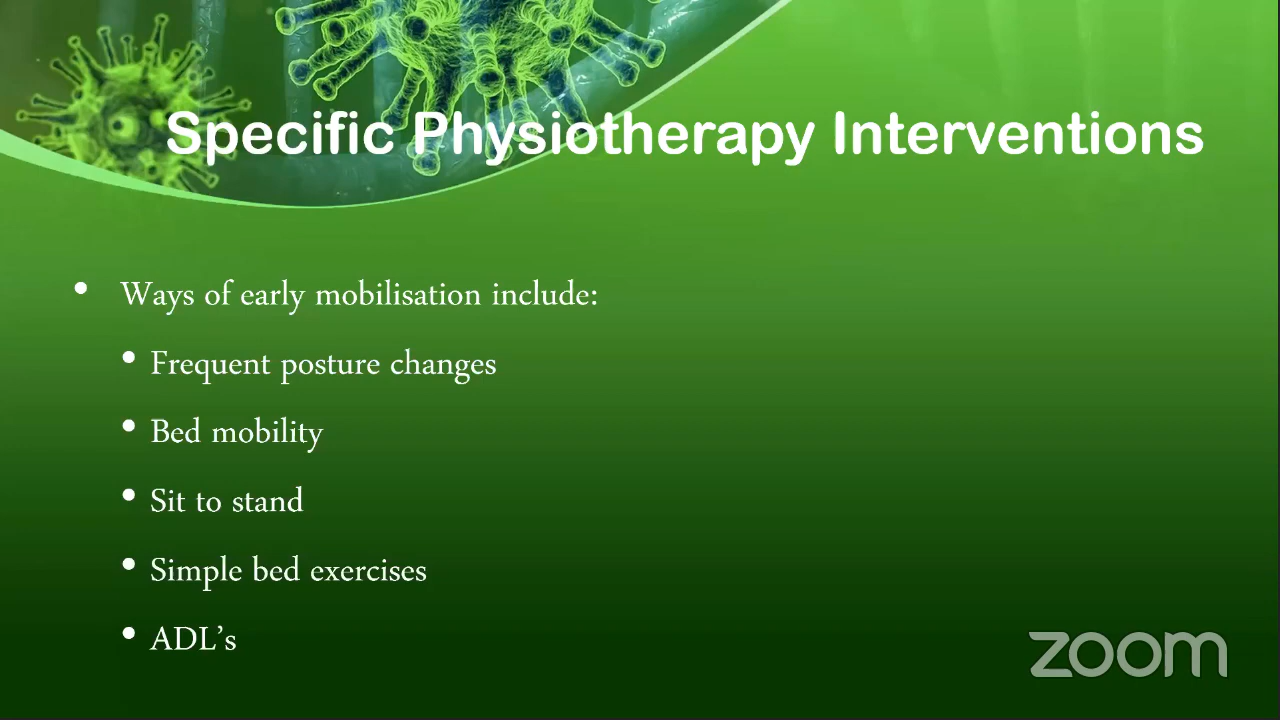 Specific Physiotherapy Interventions
• Ways of early mobilisation include:
• Frequent posture changes
• Bed mobility
• Sit to stand
• Simple bed exercises
• ADL’s
zoom